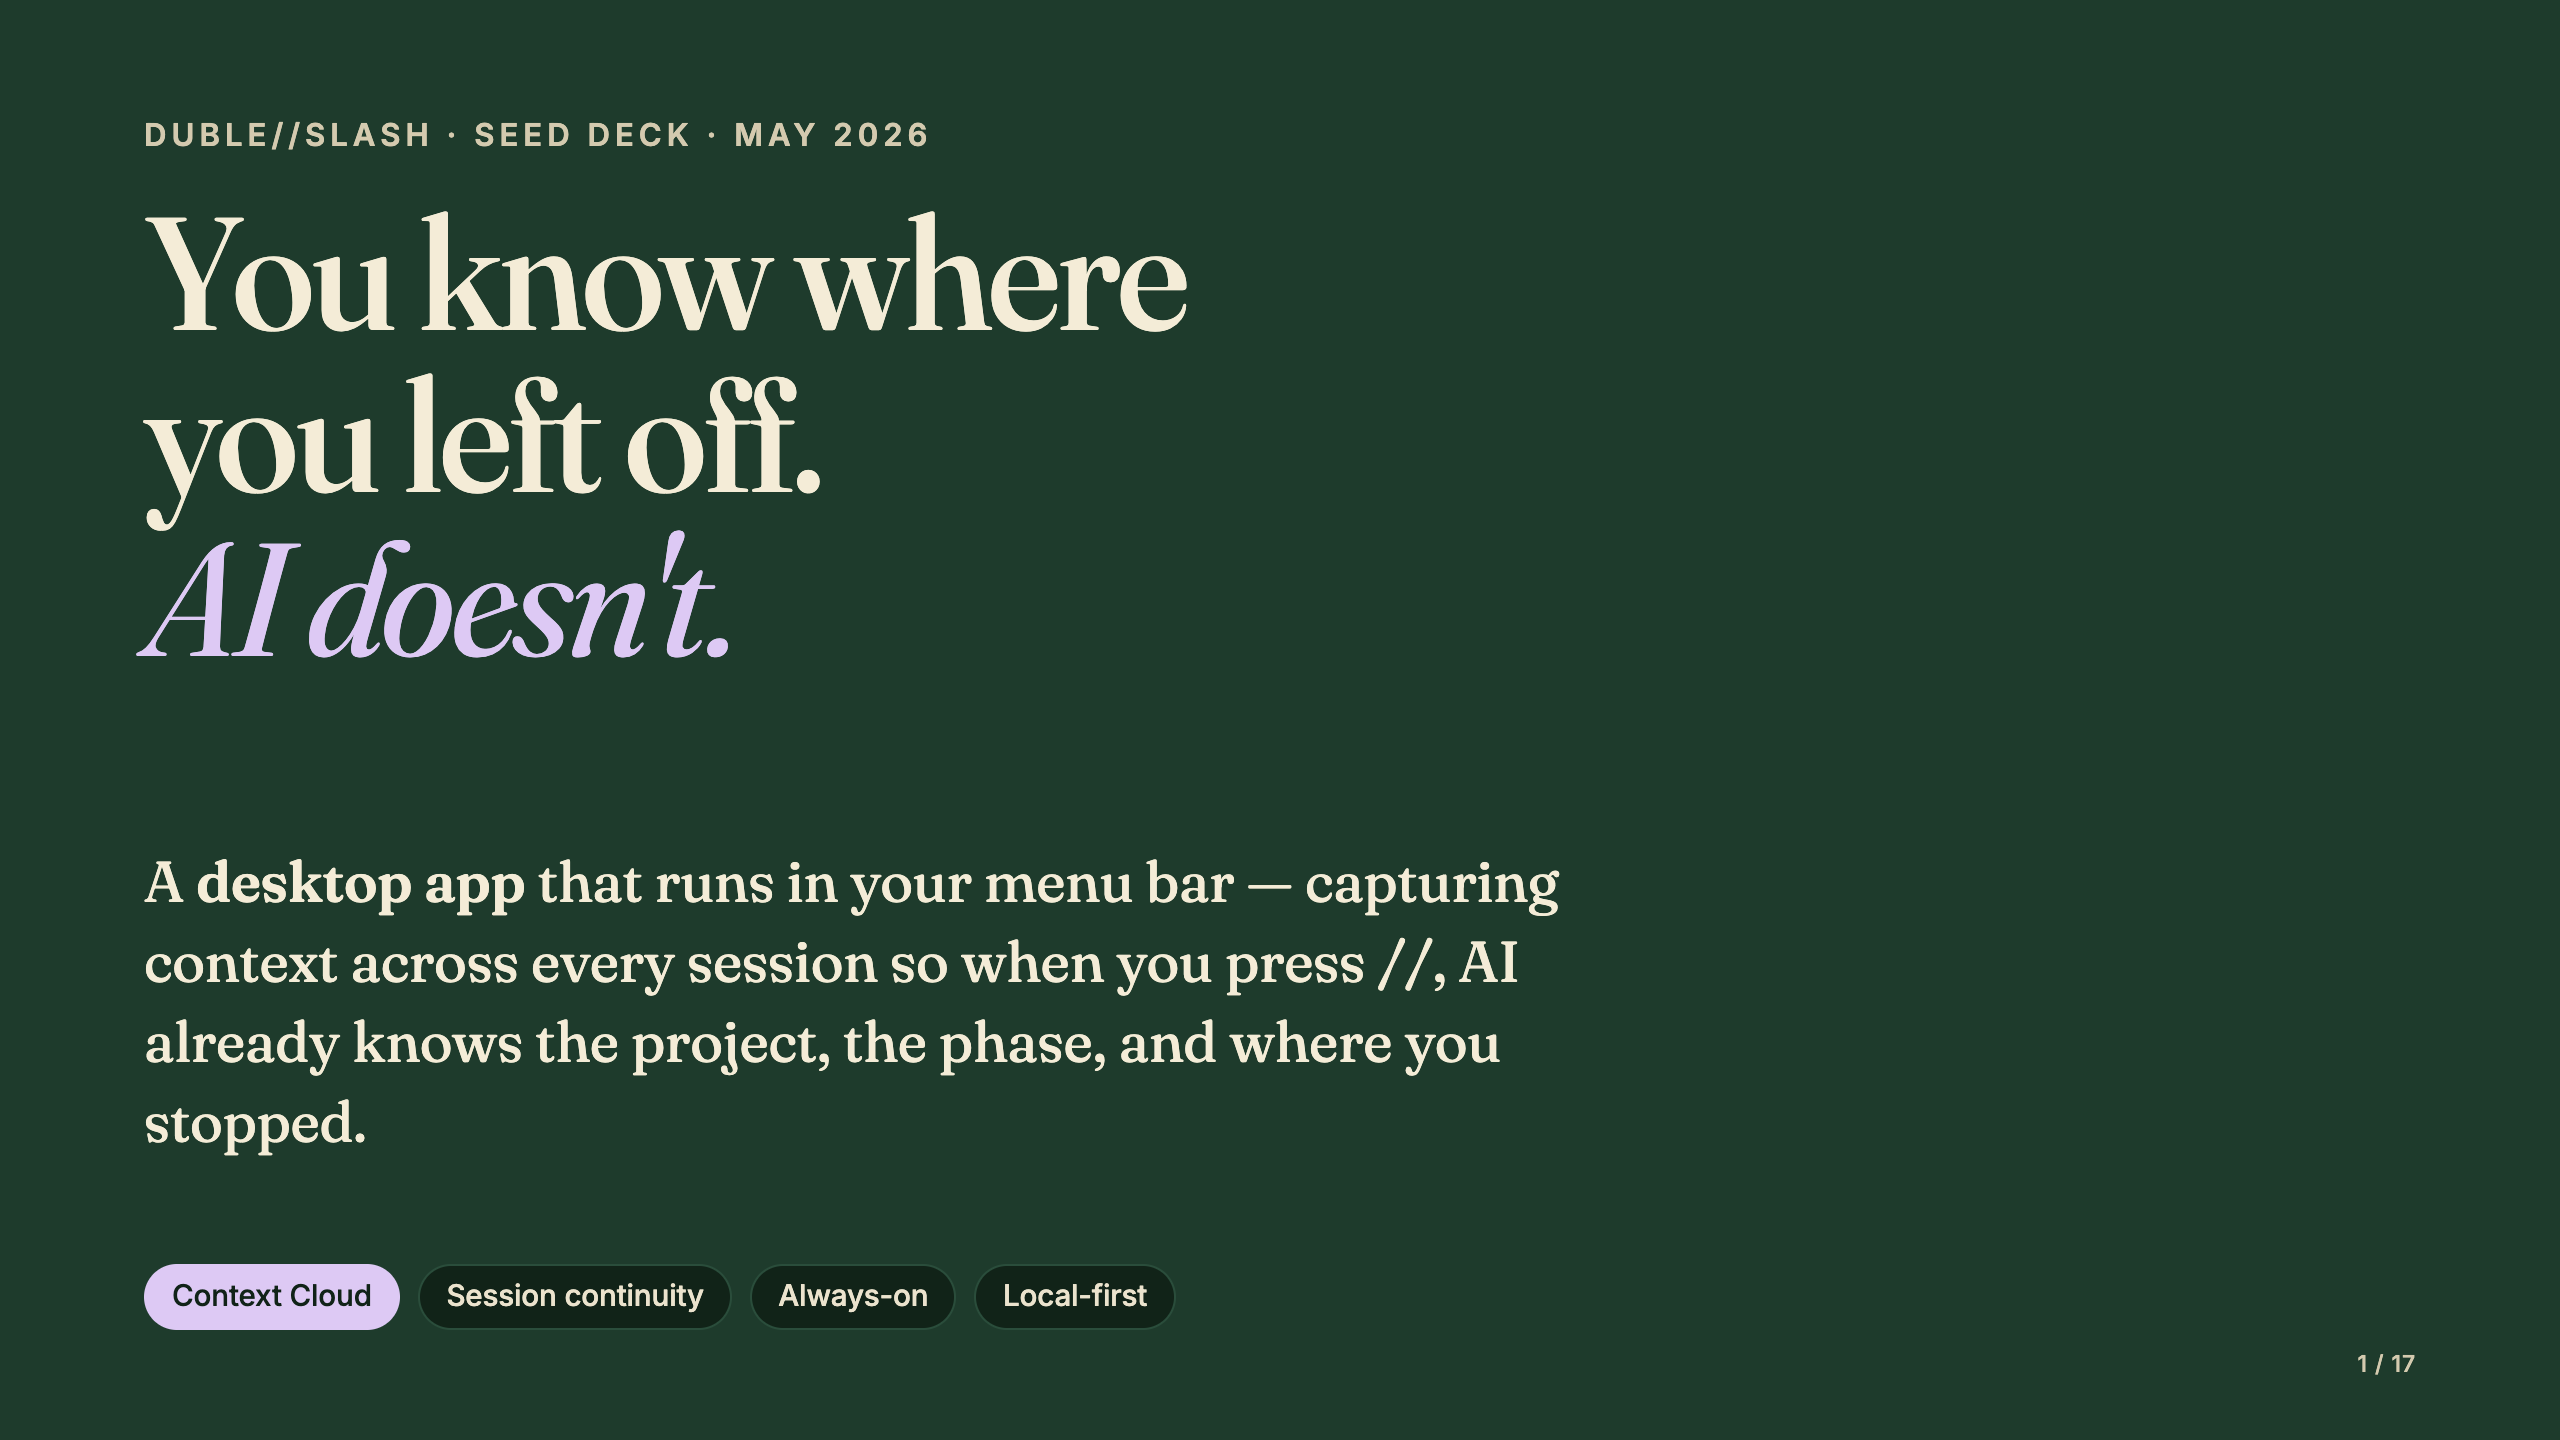 DUBLE//SLASH · SEED DECK · MAY 2026
You know where
you left off.
AI doesn't.
A desktop app that runs in your menu bar — capturing
context across every session so when you press //, AI
already knows the project, the phase, and where you
stopped.
Context Cloud Session continuity Always-on Local-first
1 / 17